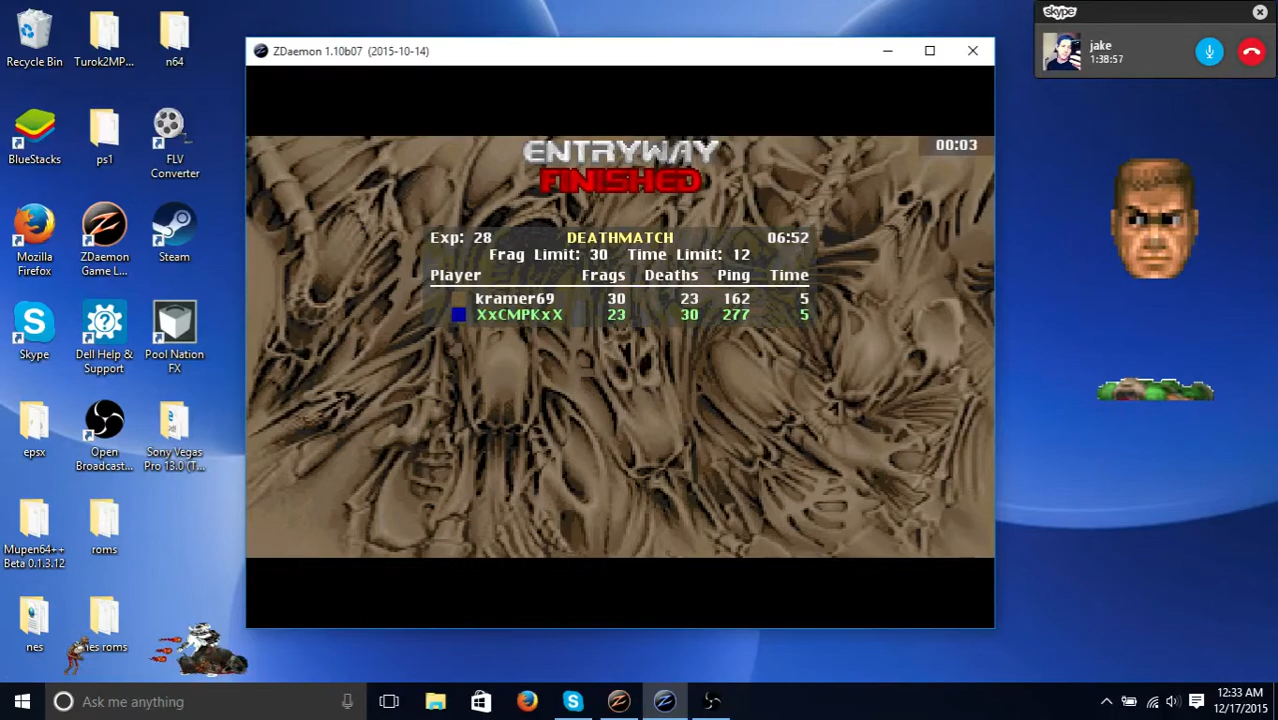 Recycle Bin
Turok2MP...
n64
BlueStacks
ps1
FLV
Converter
Mozilla
Firefox
ZDaemon
Game L...
Steam
Skype
Dell Help &
Support
Pool Nation
FX
epsx
Open
Broadcast...
Sony Vegas
Pro 13.0 (T...
Mupen64++
Beta 0.1.3.12
roms
nes
nes roms
ZDaemon 1.10b07 (2015-10-14)
ENTRYWAY
FINISHED
00:03
Exp: 28 DEATHMATCH 06:52
Frag Limit: 30 Time Limit: 12
Player Frags Deaths Ping Time
kramer69 30 23 162 5
XxCMPKxX 23 30 277 5
skype
jake
1:38:57
Ask me anything
12:33 AM
12/17/2015